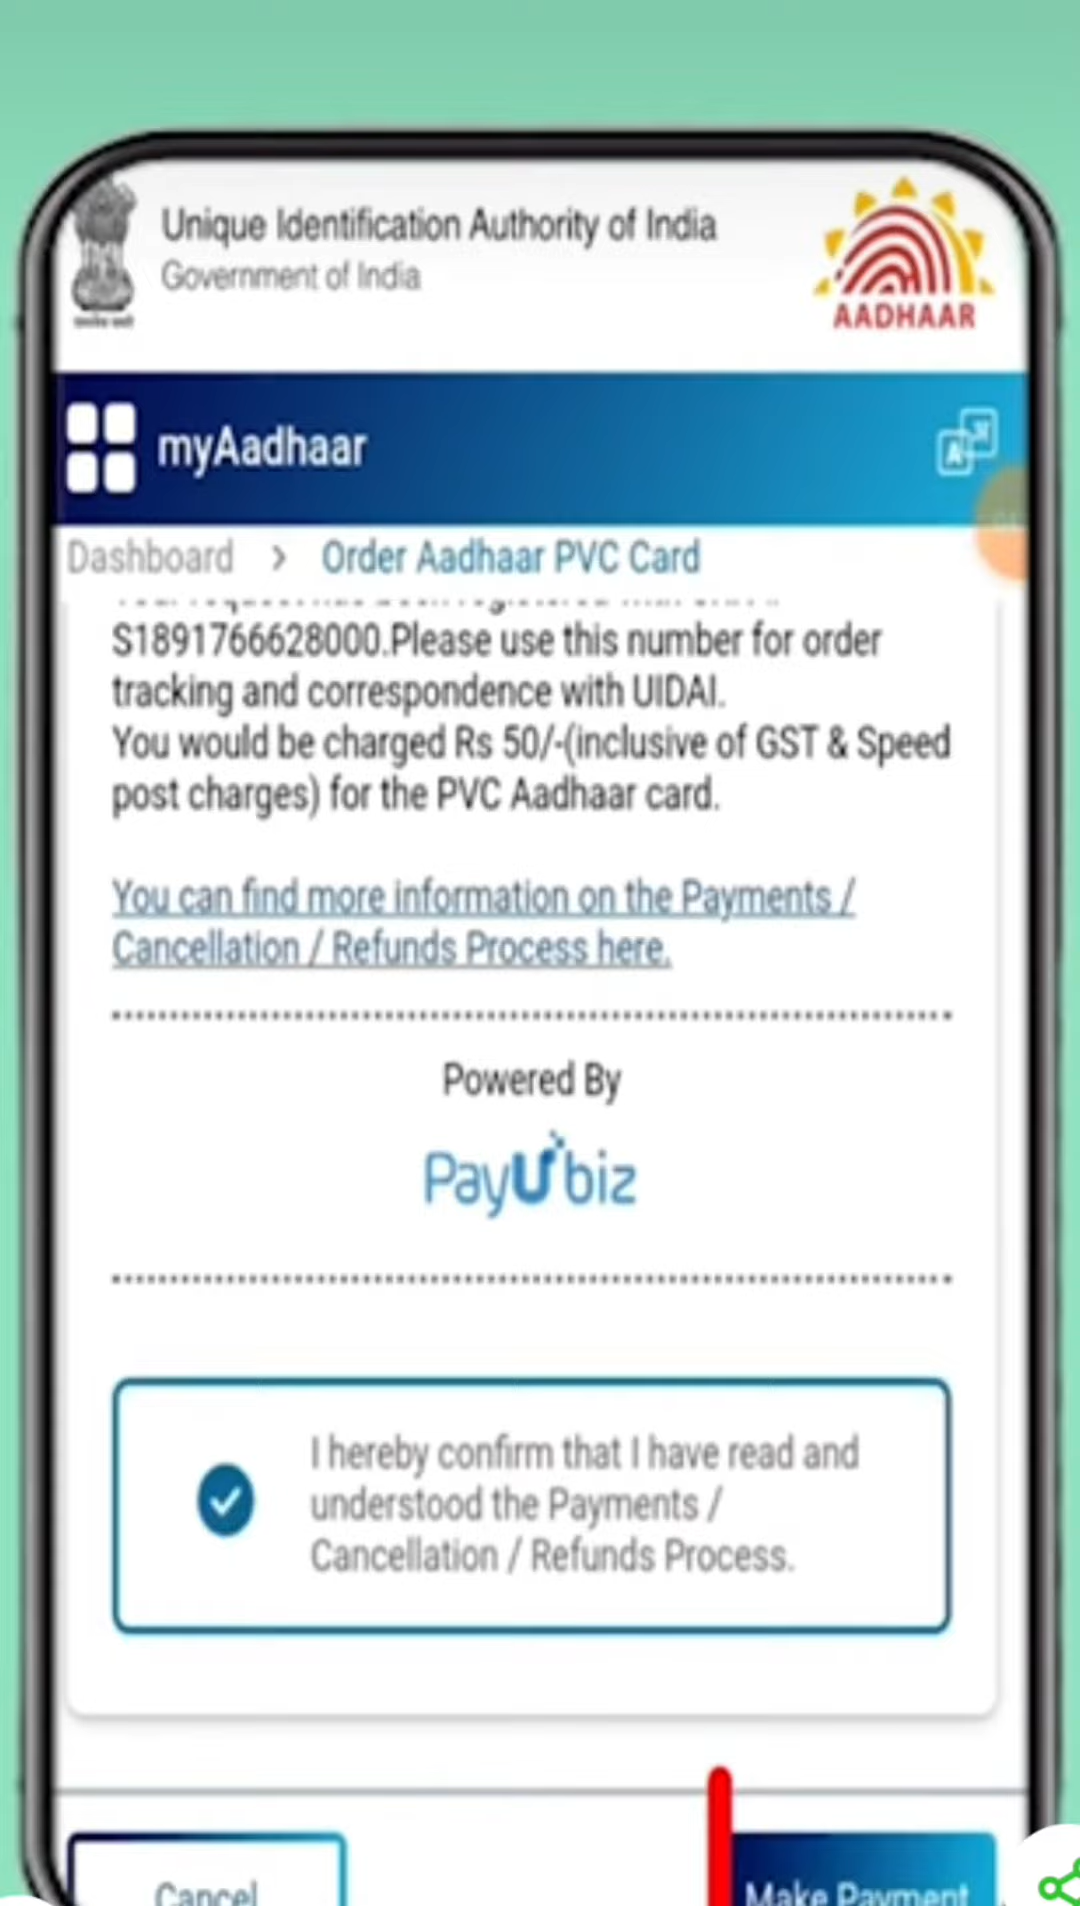 Unique Identification Authority of India
Government of India
AADHAAR
myAadhaar
A
Dashboard > Order Aadhaar PVC Card
S1891766628000.Please use this number for order
tracking and correspondence with UIDAI.
You would be charged Rs 50/-(inclusive of GST & Speed
post charges) for the PVC Aadhaar card.
You can find more information on the Payments /
Cancellation / Refunds Process here.
Powered By
PayUbiz
I hereby confirm that I have read and
understood the Payments /
Cancellation / Refunds Process.
Cancel
Make Payment